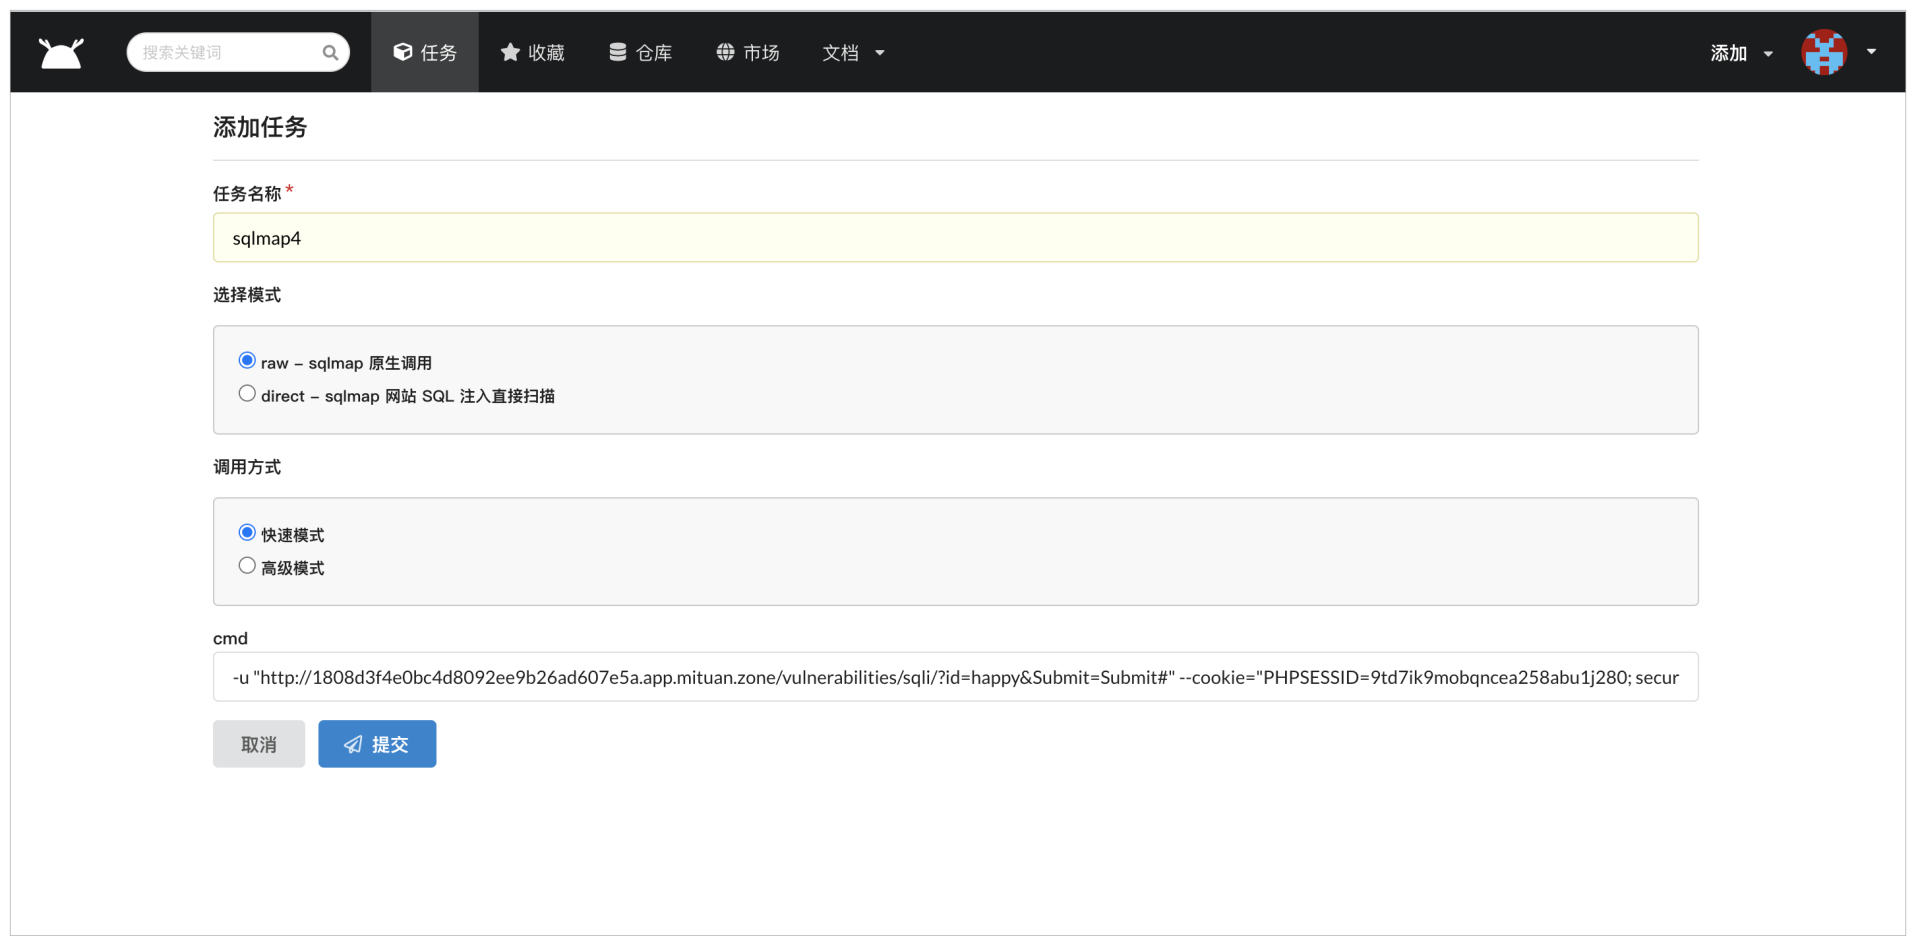 搜索关键词 任务 收藏 仓库 市场 文档 添加
添加任务
任务名称*
sqlmap4
选择模式
raw – sqlmap 原生调用
direct – sqlmap 网站 SQL 注入直接扫描
调用方式
快速模式
高级模式
cmd
-u "http://1808d3f4e0bc4d8092ee9b26ad607e5a.app.mituan.zone/vulnerabilities/sqli/?id=happy&Submit=Submit#" --cookie="PHPSESSID=9td7ik9mobqncea258abu1j280; secur
取消 提交